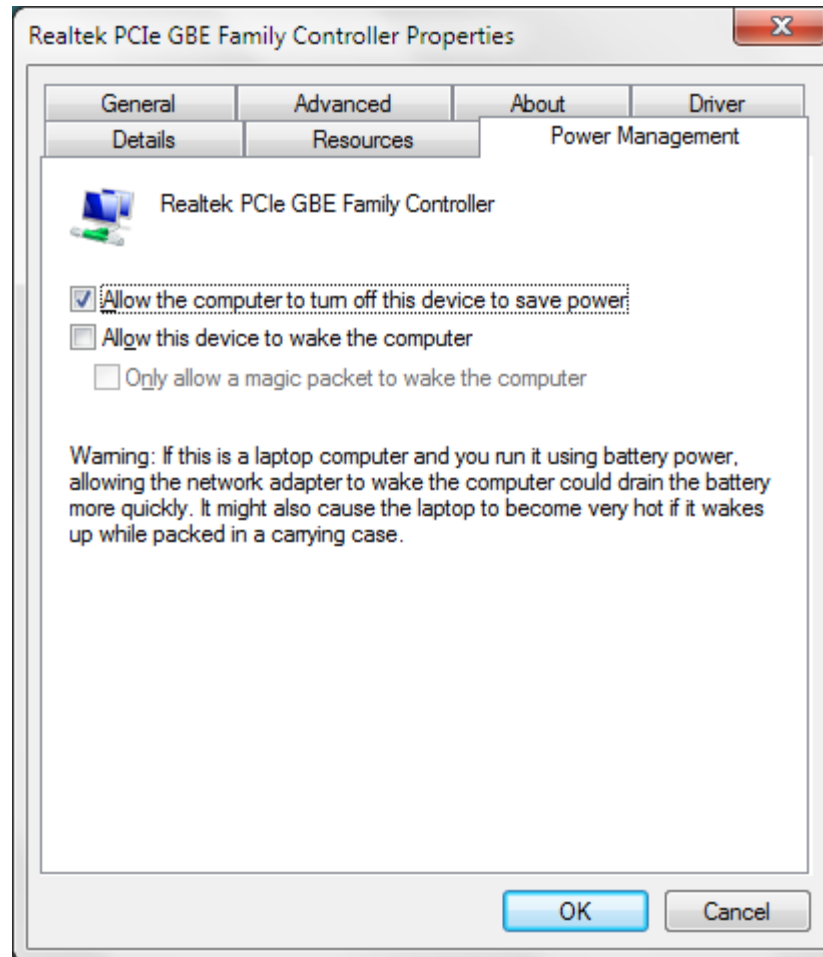 Realtek PCIe GBE Family Controller Properties
General Advanced About Driver
Details Resources Power Management
Realtek PCIe GBE Family Controller
Allow the computer to turn off this device to save power
Allow this device to wake the computer
Only allow a magic packet to wake the computer
Warning: If this is a laptop computer and you run it using battery power,
allowing the network adapter to wake the computer could drain the battery
more quickly. It might also cause the laptop to become very hot if it wakes
up while packed in a carrying case.
OK Cancel